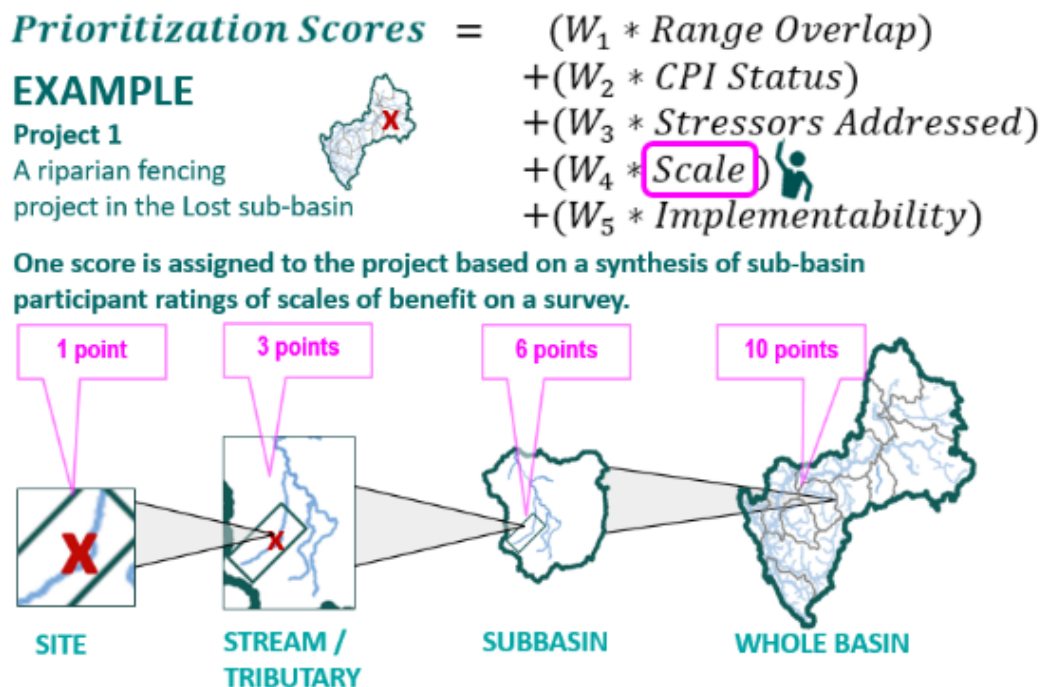 Prioritization Scores = (W₁ * Range Overlap)
+(W₂ * CPI Status)
+(W₃ * Stressors Addressed)
+(W₄ * Scale)
+(W₅ * Implementability)
EXAMPLE
Project 1
A riparian fencing
project in the Lost sub-basin
X
One score is assigned to the project based on a synthesis of sub-basin
participant ratings of scales of benefit on a survey.
1 point
3 points
6 points
10 points
X
X
SITE
STREAM /
TRIBUTARY
SUBBASIN
WHOLE BASIN